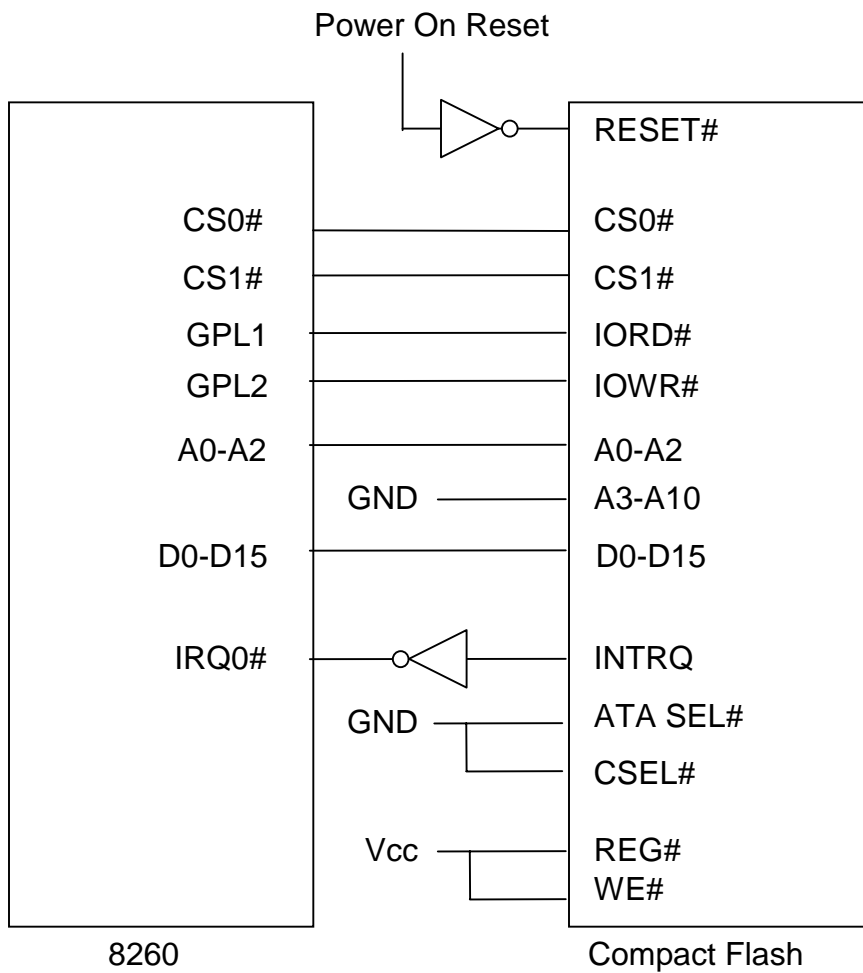 Power On Reset
RESET#
CS0# CS0#
CS1# CS1#
GPL1 IORD#
GPL2 IOWR#
A0-A2 A0-A2
GND A3-A10
D0-D15 D0-D15
IRQ0# INTRQ
GND ATA SEL#
CSEL#
Vcc REG#
WE#
8260 Compact Flash